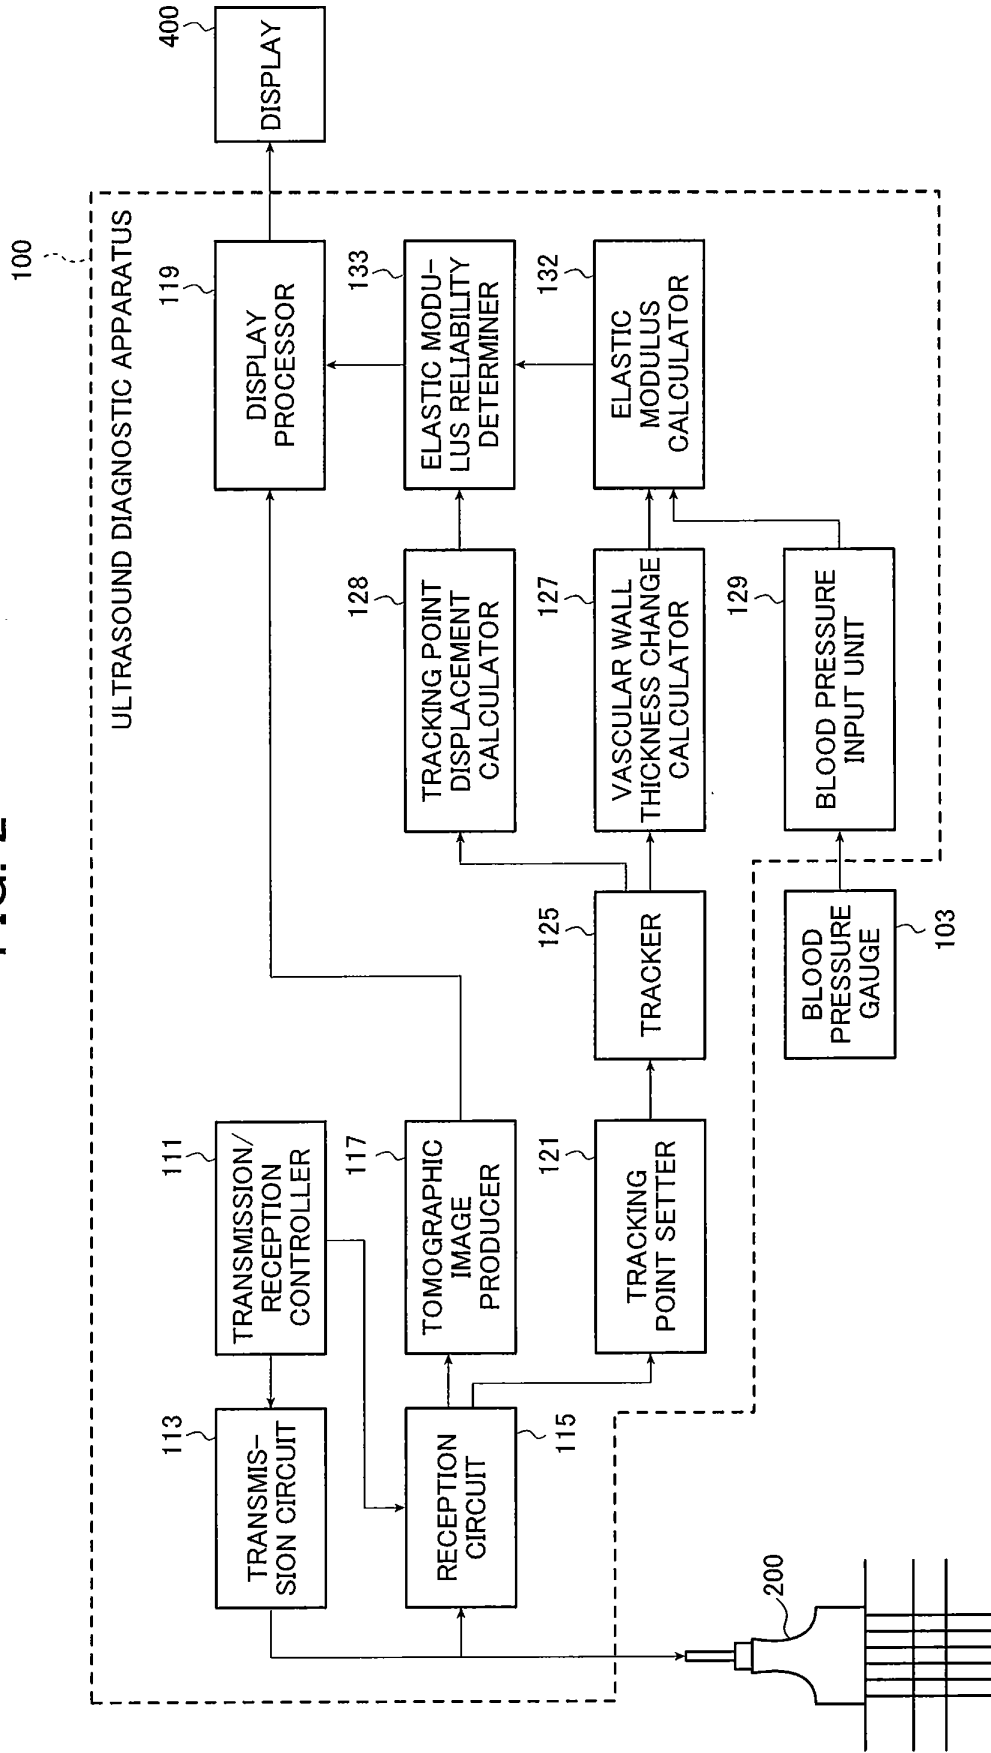 100
ULTRASOUND DIAGNOSTIC APPARATUS
113
TRANSMIS-
SION CIRCUIT
111
TRANSMISSION/
RECEPTION
CONTROLLER
119
DISPLAY
PROCESSOR
400
DISPLAY
RECEPTION
CIRCUIT
115
117
TOMOGRAPHIC
IMAGE
PRODUCER
128
TRACKING POINT
DISPLACEMENT
CALCULATOR
133
ELASTIC MODU-
LUS RELIABILITY
DETERMINER
121
TRACKING
POINT SETTER
125
TRACKER
127
VASCULAR WALL
THICKNESS CHANGE
CALCULATOR
132
ELASTIC
MODULUS
CALCULATOR
200
BLOOD
PRESSURE
GAUGE
103
129
BLOOD PRESSURE
INPUT UNIT